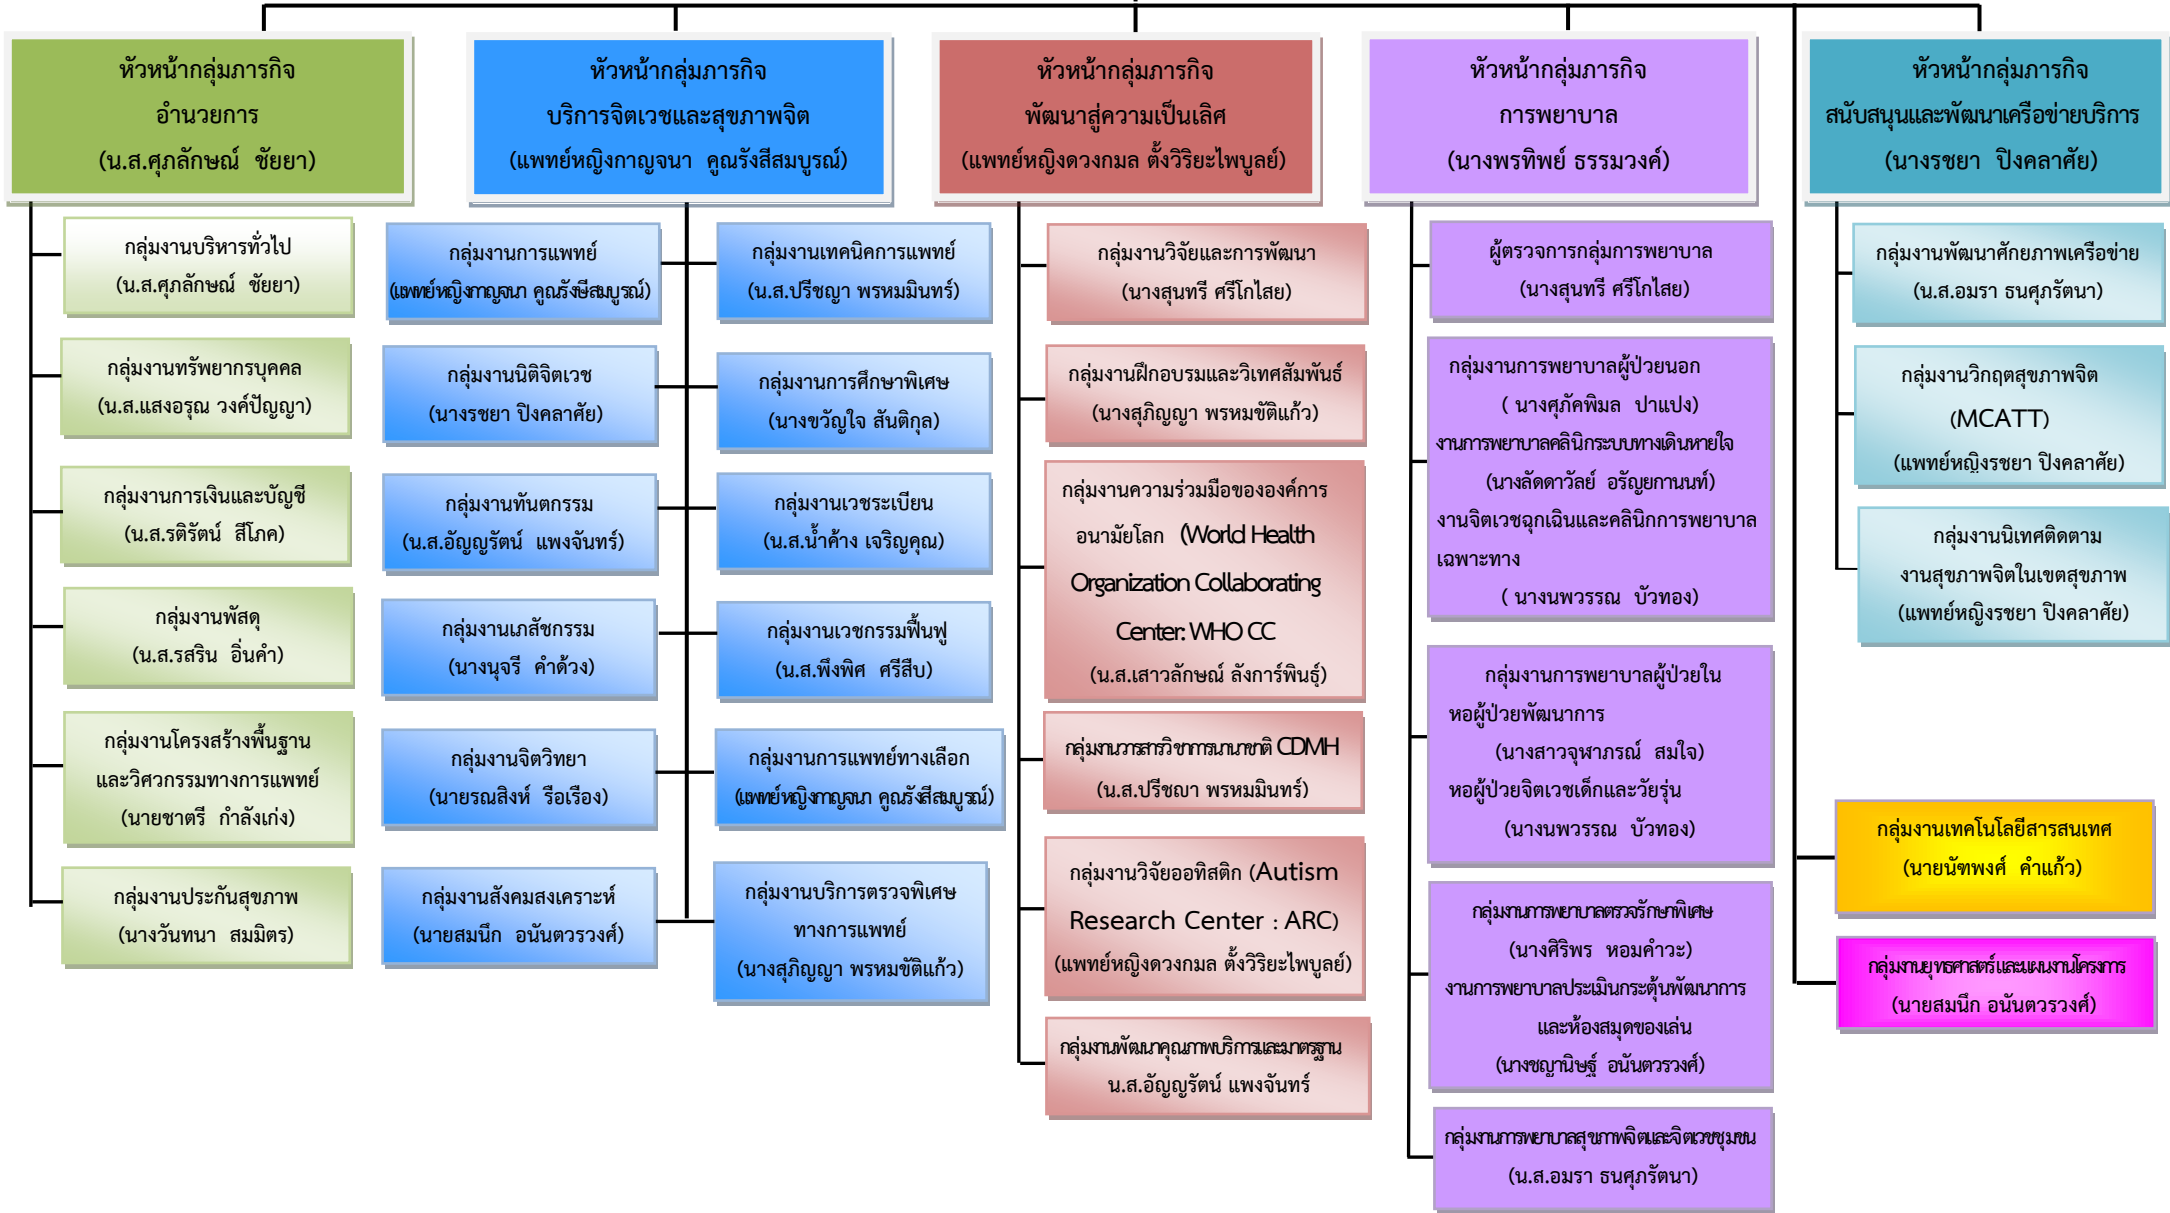 หัวหน้ากลุ่มภารกิจ
อำนวยการ
(น.ส.ศุภลักษณ์ ชัยยา)
หัวหน้ากลุ่มภารกิจ
บริการจิตเวชและสุขภาพจิต
(แพทย์หญิงกาญจนา คูณรังสีสมบูรณ์)
หัวหน้ากลุ่มภารกิจ
พัฒนาสู่ความเป็นเลิศ
(แพทย์หญิงดวงกมล ตั้งวิริยะไพบูลย์)
หัวหน้ากลุ่มภารกิจ
การพยาบาล
(นางพรทิพย์ ธรรมวงค์)
หัวหน้ากลุ่มภารกิจ
สนับสนุนและพัฒนาเครือข่ายบริการ
(นางรชยา ปิงคลาศัย)
กลุ่มงานบริหารทั่วไป
(น.ส.ศุภลักษณ์ ชัยยา)
กลุ่มงานทรัพยากรบุคคล
(น.ส.แสงอรุณ วงค์ปัญญา)
กลุ่มงานการเงินและบัญชี
(น.ส.รติรัตน์ สีโภค)
กลุ่มงานพัสดุ
(น.ส.รสริน อิ่นคำ)
กลุ่มงานโครงสร้างพื้นฐาน
และวิศวกรรมทางการแพทย์
(นายชาตรี กำลังเก่ง)
กลุ่มงานประกันสุขภาพ
(นางวันทนา สมมิตร)
กลุ่มงานการแพทย์
(แพทย์หญิงกาญจนา คูณรังษีสมบูรณ์)
กลุ่มงานนิติจิตเวช
(นางรชยา ปิงคลาศัย)
กลุ่มงานทันตกรรม
(น.ส.อัญญรัตน์ แพงจันทร์)
กลุ่มงานเภสัชกรรม
(นางนุจรี คำด้วง)
กลุ่มงานจิตวิทยา
(นายรณสิงห์ รือเรือง)
กลุ่มงานสังคมสงเคราะห์
(นายสมนึก อนันตวรวงศ์)
กลุ่มงานเทคนิคการแพทย์
(น.ส.ปรีชญา พรหมมินทร์)
กลุ่มงานการศึกษาพิเศษ
(นางขวัญใจ สันติกุล)
กลุ่มงานเวชระเบียน
(น.ส.น้ำค้าง เจริญคุณ)
กลุ่มงานเวชกรรมฟื้นฟู
(น.ส.พึงพิศ ศรีสืบ)
กลุ่มงานการแพทย์ทางเลือก
(แพทย์หญิงกาญจนา คูณรังสีสมบูรณ์)
กลุ่มงานบริการตรวจพิเศษ
ทางการแพทย์
(นางสุภิญญา พรหมขัติแก้ว)
กลุ่มงานวิจัยและการพัฒนา
(นางสุนทรี ศรีโกไสย)
กลุ่มงานฝึกอบรมและวิเทศสัมพันธ์
(นางสุภิญญา พรหมขัติแก้ว)
กลุ่มงานความร่วมมือขององค์การ
อนามัยโลก (World Health
Organization Collaborating
Center: WHO CC
(น.ส.เสาวลักษณ์ ลังการ์พินธุ์)
กลุ่มงานวารสารวิชาการนานาชาติ CDMH
(น.ส.ปรีชญา พรหมมินทร์)
กลุ่มงานวิจัยออทิสติก (Autism
Research Center : ARC)
(แพทย์หญิงดวงกมล ตั้งวิริยะไพบูลย์)
กลุ่มงานพัฒนาคุณภาพบริการและมาตรฐาน
น.ส.อัญญรัตน์ แพงจันทร์
ผู้ตรวจการกลุ่มการพยาบาล
(นางสุนทรี ศรีโกไสย)
กลุ่มงานการพยาบาลผู้ป่วยนอก
( นางศุภัคพิมล ปาแปง)
งานการพยาบาลคลินิกระบบทางเดินหายใจ
(นางลัดดาวัลย์ อรัญยกานนท์)
งานจิตเวชฉุกเฉินและคลินิกการพยาบาล
เฉพาะทาง
( นางนพวรรณ บัวทอง)
กลุ่มงานการพยาบาลผู้ป่วยใน
หอผู้ป่วยพัฒนาการ
(นางสาวจุฬาภรณ์ สมใจ)
หอผู้ป่วยจิตเวชเด็กและวัยรุ่น
(นางนพวรรณ บัวทอง)
กลุ่มงานการพยาบาลตรวจรักษาพิเศษ
(นางศิริพร หอมคำวะ)
งานการพยาบาลประเมินกระตุ้นพัฒนาการ
และห้องสมุดของเล่น
(นางชญานิษฐ์ อนันตวรวงศ์)
กลุ่มงานการพยาบาลสุขภาพจิตและจิตเวชชุมชน
(น.ส.อมรา ธนศุภรัตนา)
กลุ่มงานพัฒนาศักยภาพเครือข่าย
(น.ส.อมรา ธนศุภรัตนา)
กลุ่มงานวิกฤตสุขภาพจิต
(MCATT)
(แพทย์หญิงรชยา ปิงคลาศัย)
กลุ่มงานนิเทศติดตาม
งานสุขภาพจิตในเขตสุขภาพ
(แพทย์หญิงรชยา ปิงคลาศัย)
กลุ่มงานเทคโนโลยีสารสนเทศ
(นายนัฑพงศ์ คำแก้ว)
กลุ่มงานยุทธศาสตร์และแผนงานโครงการ
(นายสมนึก อนันตวรวงศ์)